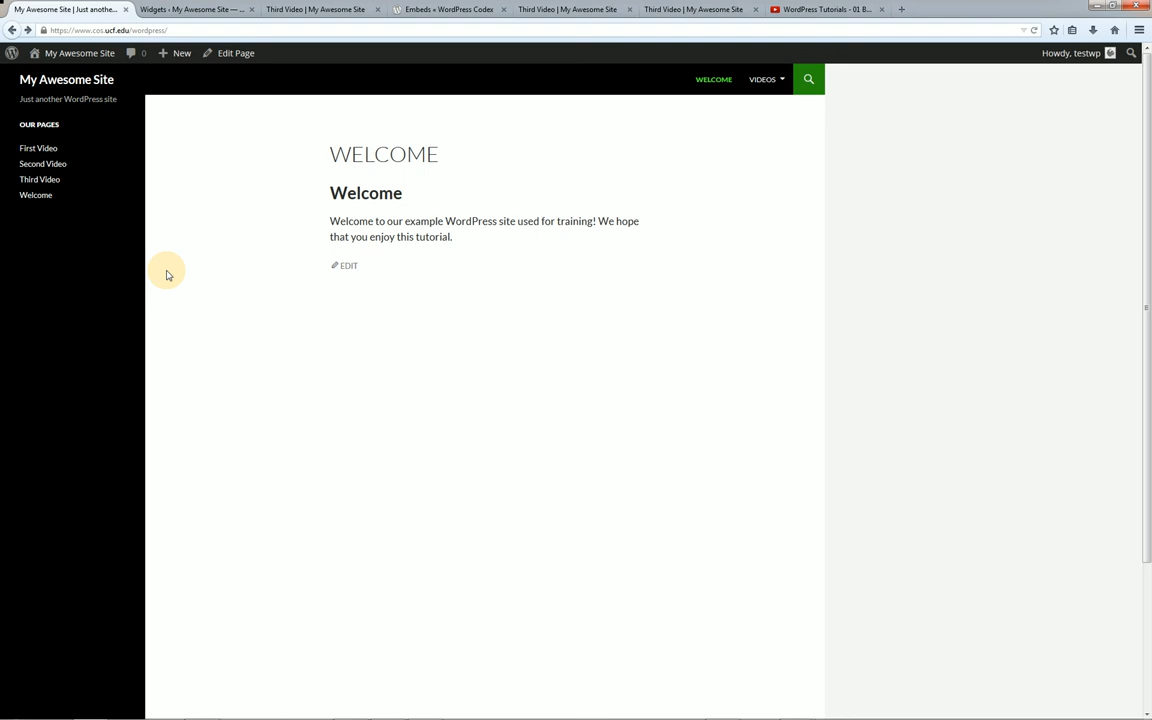 My Awesome Site | Just anothe...
Widgets ‹ My Awesome Site — ...
Third Video | My Awesome Site
Embeds « WordPress Codex
Third Video | My Awesome Site
Third Video | My Awesome Site
WordPress Tutorials - 01 B...
https://www.cos.ucf.edu/wordpress/
My Awesome Site
0
New
Edit Page
Howdy, testwp
My Awesome Site
WELCOME
VIDEOS
Just another WordPress site
OUR PAGES
First Video
Second Video
Third Video
Welcome
WELCOME
Welcome
Welcome to our example WordPress site used for training! We hope
that you enjoy this tutorial.
EDIT